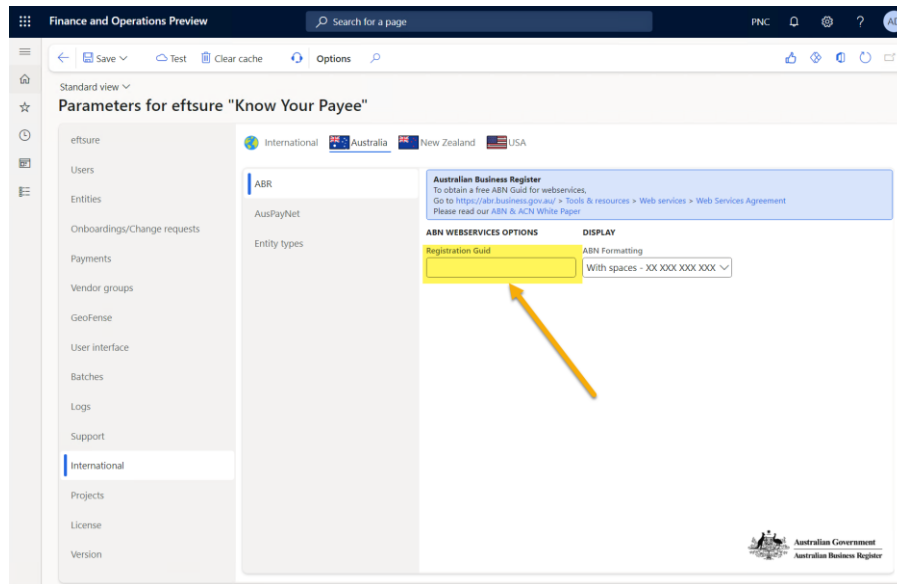 Finance and Operations Preview
Search for a page
PNC
?
Save
Test
Clear cache
Options
Standard view
Parameters for eftsure "Know Your Payee"
eftsure
Users
Entities
Onboardings/Change requests
Payments
Vendor groups
GeoFense
User interface
Batches
Logs
Support
International
Projects
License
Version
International
Australia
New Zealand
USA
ABR
AusPayNet
Entity types
Australian Business Register
To obtain a free ABN Guid for webservices,
Go to https://abr.business.gov.au/ > Tools & resources > Web services > Web Services Agreement
Please read our ABN & ACN White Paper
ABN WEBSERVICES OPTIONS
Registration Guid
DISPLAY
ABN Formatting
With spaces - XX XXX XXX XXX
Australian Government
Australian Business Register